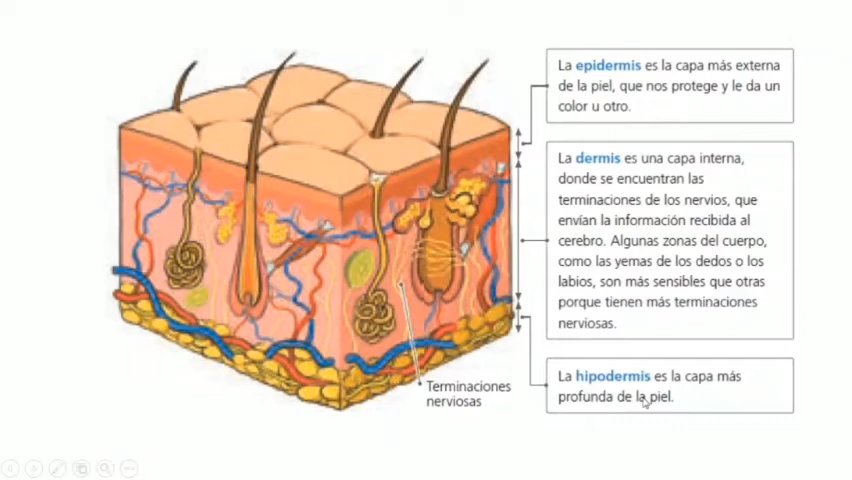 La epidermis es la capa más externa
de la piel, que nos protege y le da un
color u otro.
La dermis es una capa interna,
donde se encuentran las
terminaciones de los nervios, que
envían la información recibida al
cerebro. Algunas zonas del cuerpo,
como las yemas de los dedos o los
labios, son más sensibles que otras
porque tienen más terminaciones
nerviosas.
La hipodermis es la capa más
profunda de la piel.
Terminaciones
nerviosas